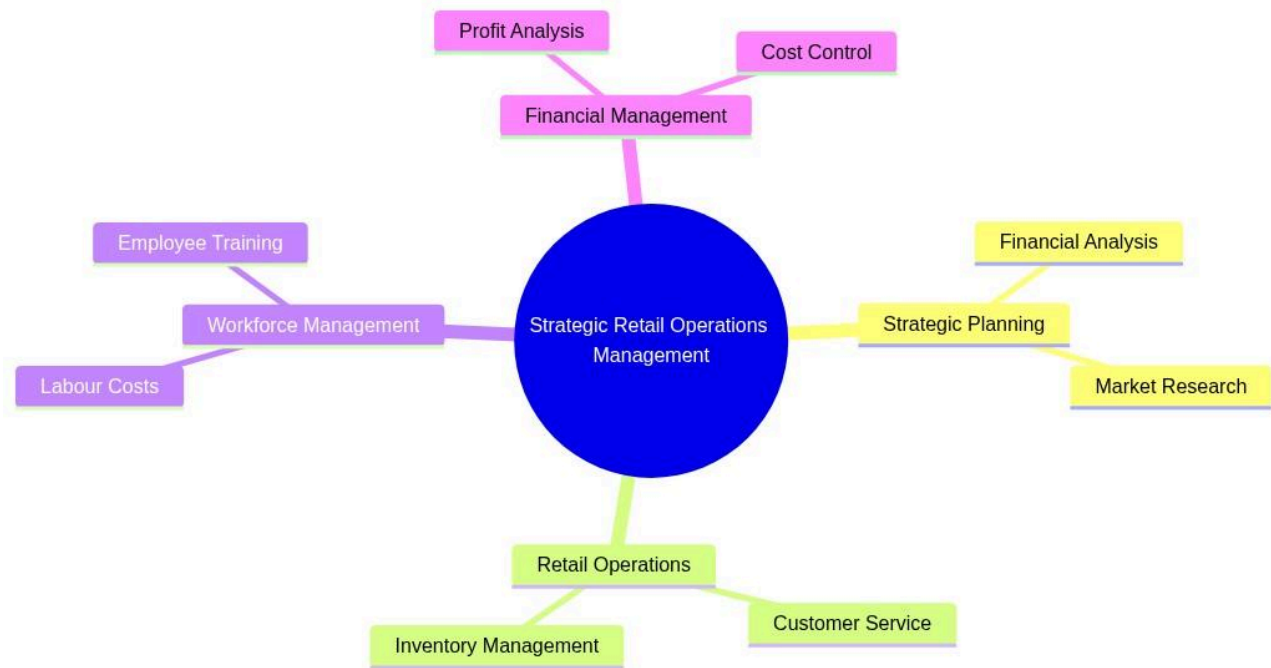 Profit Analysis
Cost Control
Financial Management
Employee Training
Financial Analysis
Workforce Management
Strategic Retail Operations
Management
Strategic Planning
Labour Costs
Market Research
Retail Operations
Customer Service
Inventory Management